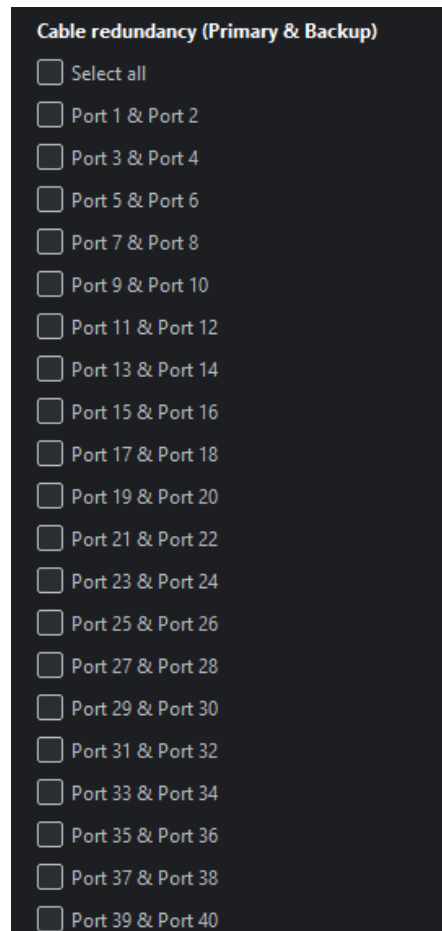 Cable redundancy (Primary & Backup)
Select all
Port 1 & Port 2
Port 3 & Port 4
Port 5 & Port 6
Port 7 & Port 8
Port 9 & Port 10
Port 11 & Port 12
Port 13 & Port 14
Port 15 & Port 16
Port 17 & Port 18
Port 19 & Port 20
Port 21 & Port 22
Port 23 & Port 24
Port 25 & Port 26
Port 27 & Port 28
Port 29 & Port 30
Port 31 & Port 32
Port 33 & Port 34
Port 35 & Port 36
Port 37 & Port 38
Port 39 & Port 40